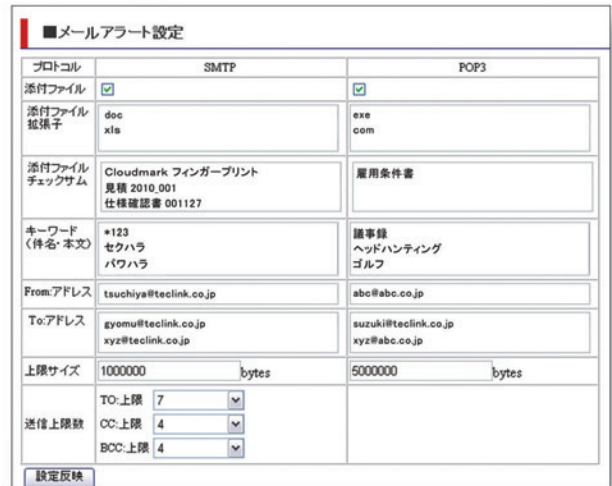 ■メールアラート設定
プロトコル SMTP POP3
添付ファイル
添付ファイル拡張子
doc
xls
exe
com
添付ファイルチェックサム
Cloudmark フィンガープリント
見積 2010_001
仕様確認書 001127
雇用条件書
キーワード
(件名・本文)
*123
セクハラ
パワハラ
議事録
ヘッドハンティング
ゴルフ
From:アドレス tsuchiya@teclink.co.jp abc@abc.co.jp
To:アドレス
gyomu@teclink.co.jp
xyz@teclink.co.jp
suzuki@teclink.co.jp
xyz@abc.co.jp
上限サイズ 1000000 bytes 5000000 bytes
送信上限数
TO:上限 7
CC:上限 4
BCC:上限 4
設定反映